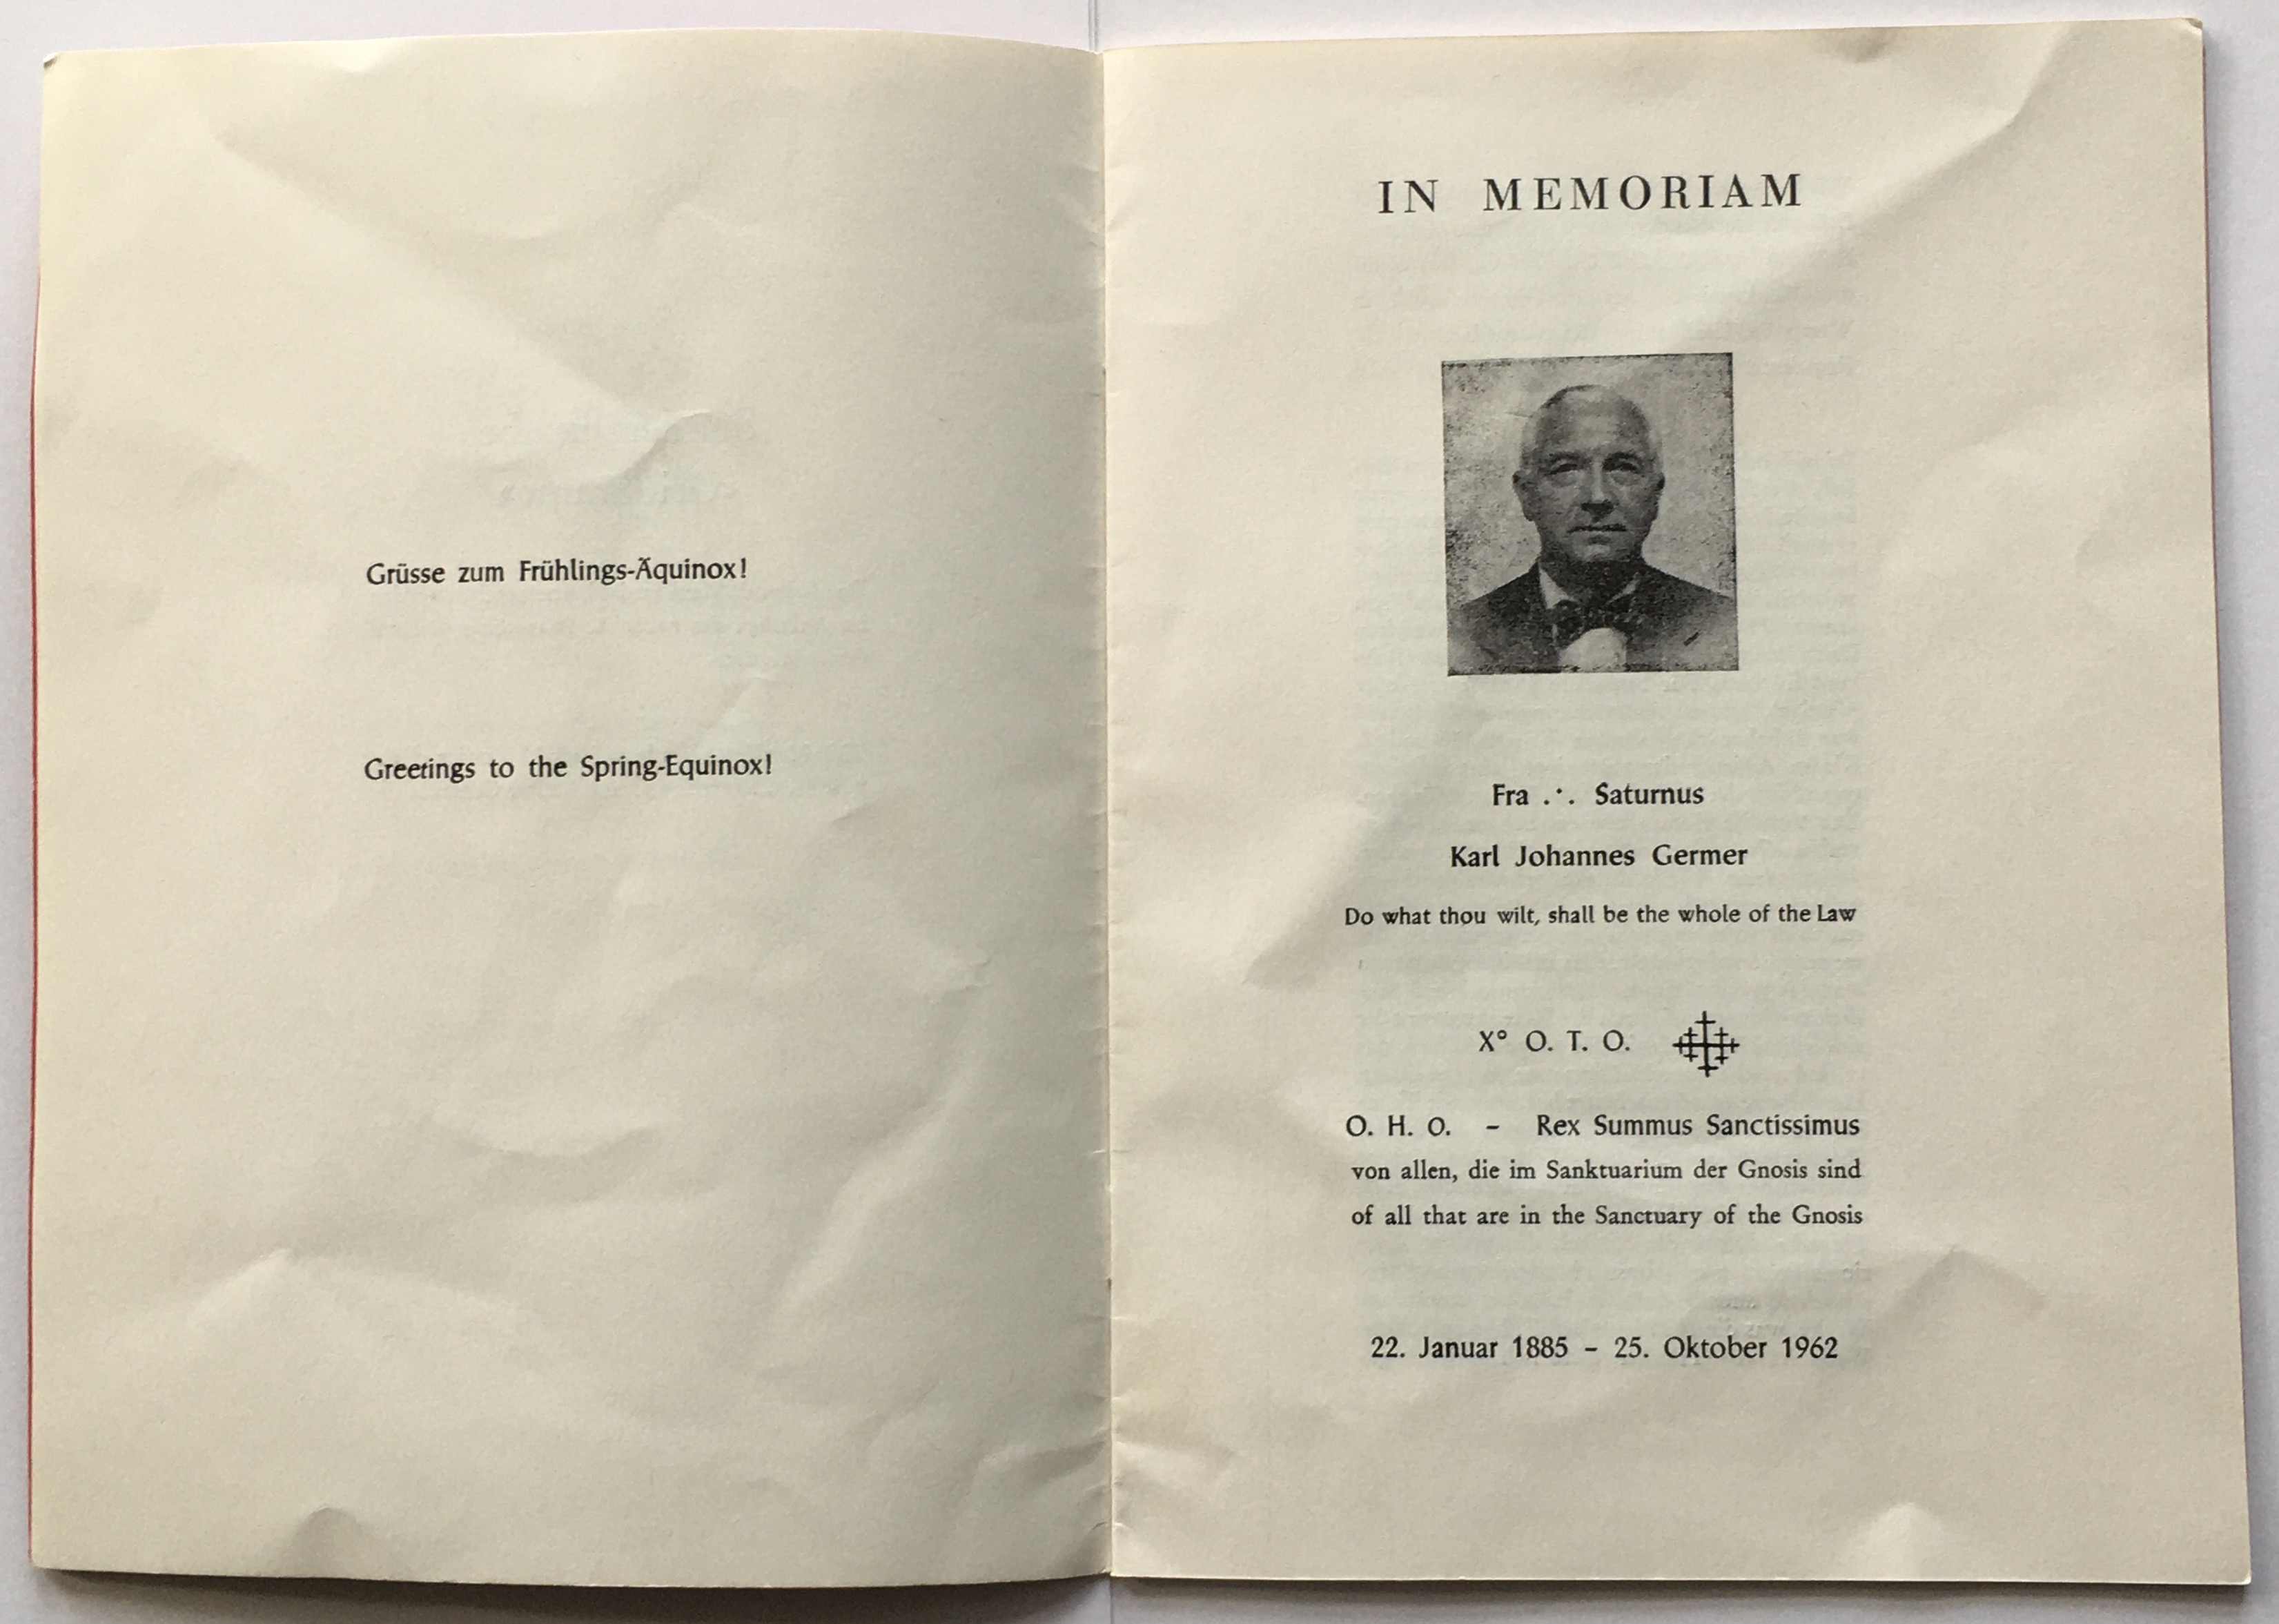 Grüsse zum Frühlings-Äquinox!
Greetings to the Spring-Equinox!
IN MEMORIAM
Fra .·. Saturnus
Karl Johannes Germer
Do what thou wilt, shall be the whole of the Law
X° O. T. O.
O. H. O. – Rex Summus Sanctissimus
von allen, die im Sanktuarium der Gnosis sind
of all that are in the Sanctuary of the Gnosis
22. Januar 1885 – 25. Oktober 1962